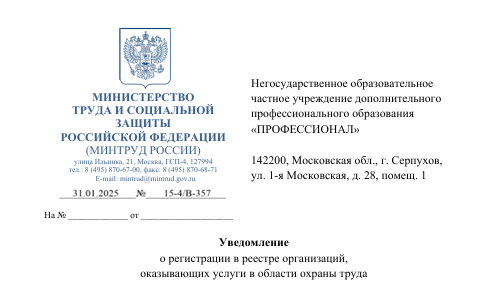 МИНИСТЕРСТВО
ТРУДА И СОЦИАЛЬНОЙ
ЗАЩИТЫ
РОССИЙСКОЙ ФЕДЕРАЦИИ
(МИНТРУД РОССИИ)
улица Ильинка, 21, Москва, ГСП-4, 127994
тел.: 8 (495) 870-67-00, факс: 8 (495) 870-68-71
E-mail: mintrud@mintrud.gov.ru
31.01.2025 № 15-4/В-357
На № ____________ от ____________________
Негосударственное образовательное
частное учреждение дополнительного
профессионального образования
«ПРОФЕССИОНАЛ»
142200, Московская обл., г. Серпухов,
ул. 1-я Московская, д. 28, помещ. 1
Уведомление
о регистрации в реестре организаций,
оказывающих услуги в области охраны труда